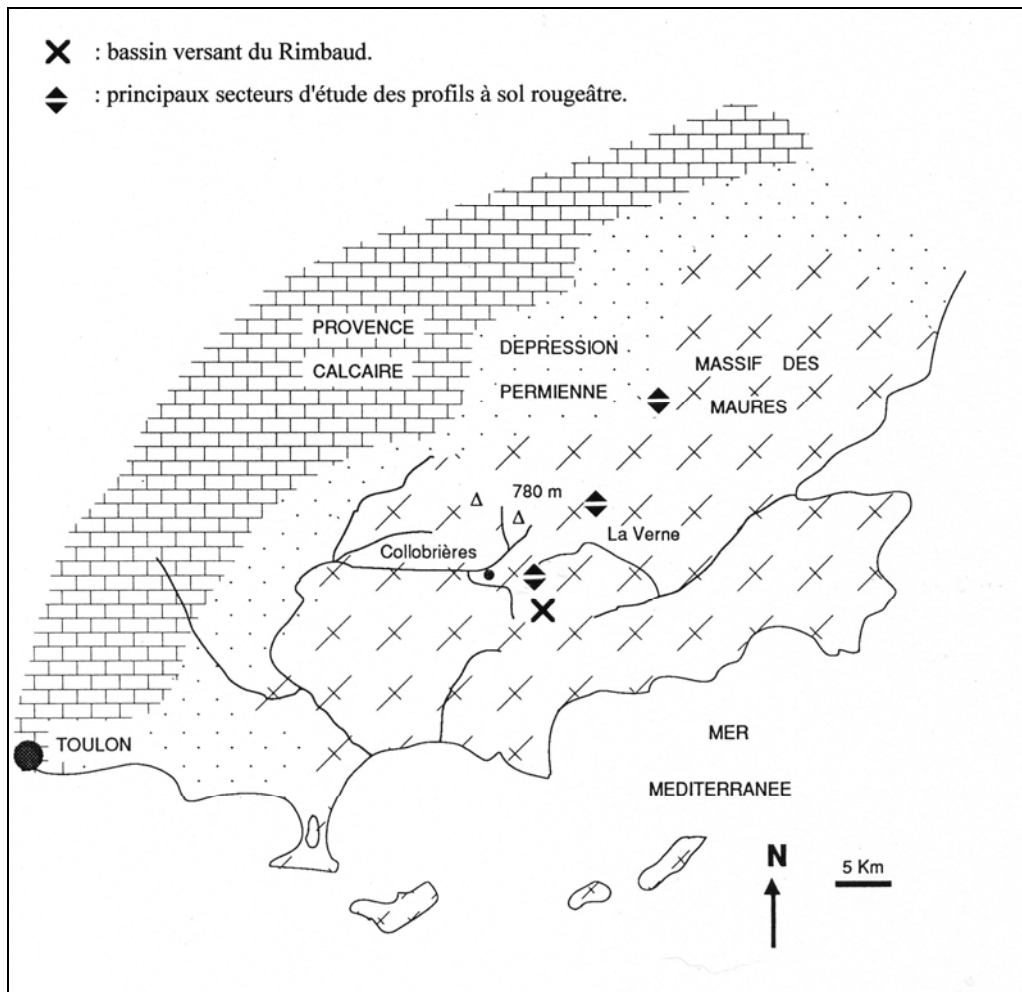 : bassin versant du Rimbaud.
: principaux secteurs d'étude des profils à sol rougeâtre.
PROVENCE
CALCAIRE
DEPRESSION
PERMIENNE
MASSIF DES
MAURES
780 m
La Verne
Collobrières
TOULON
MER
MÉDITERRANEE
N
5 Km